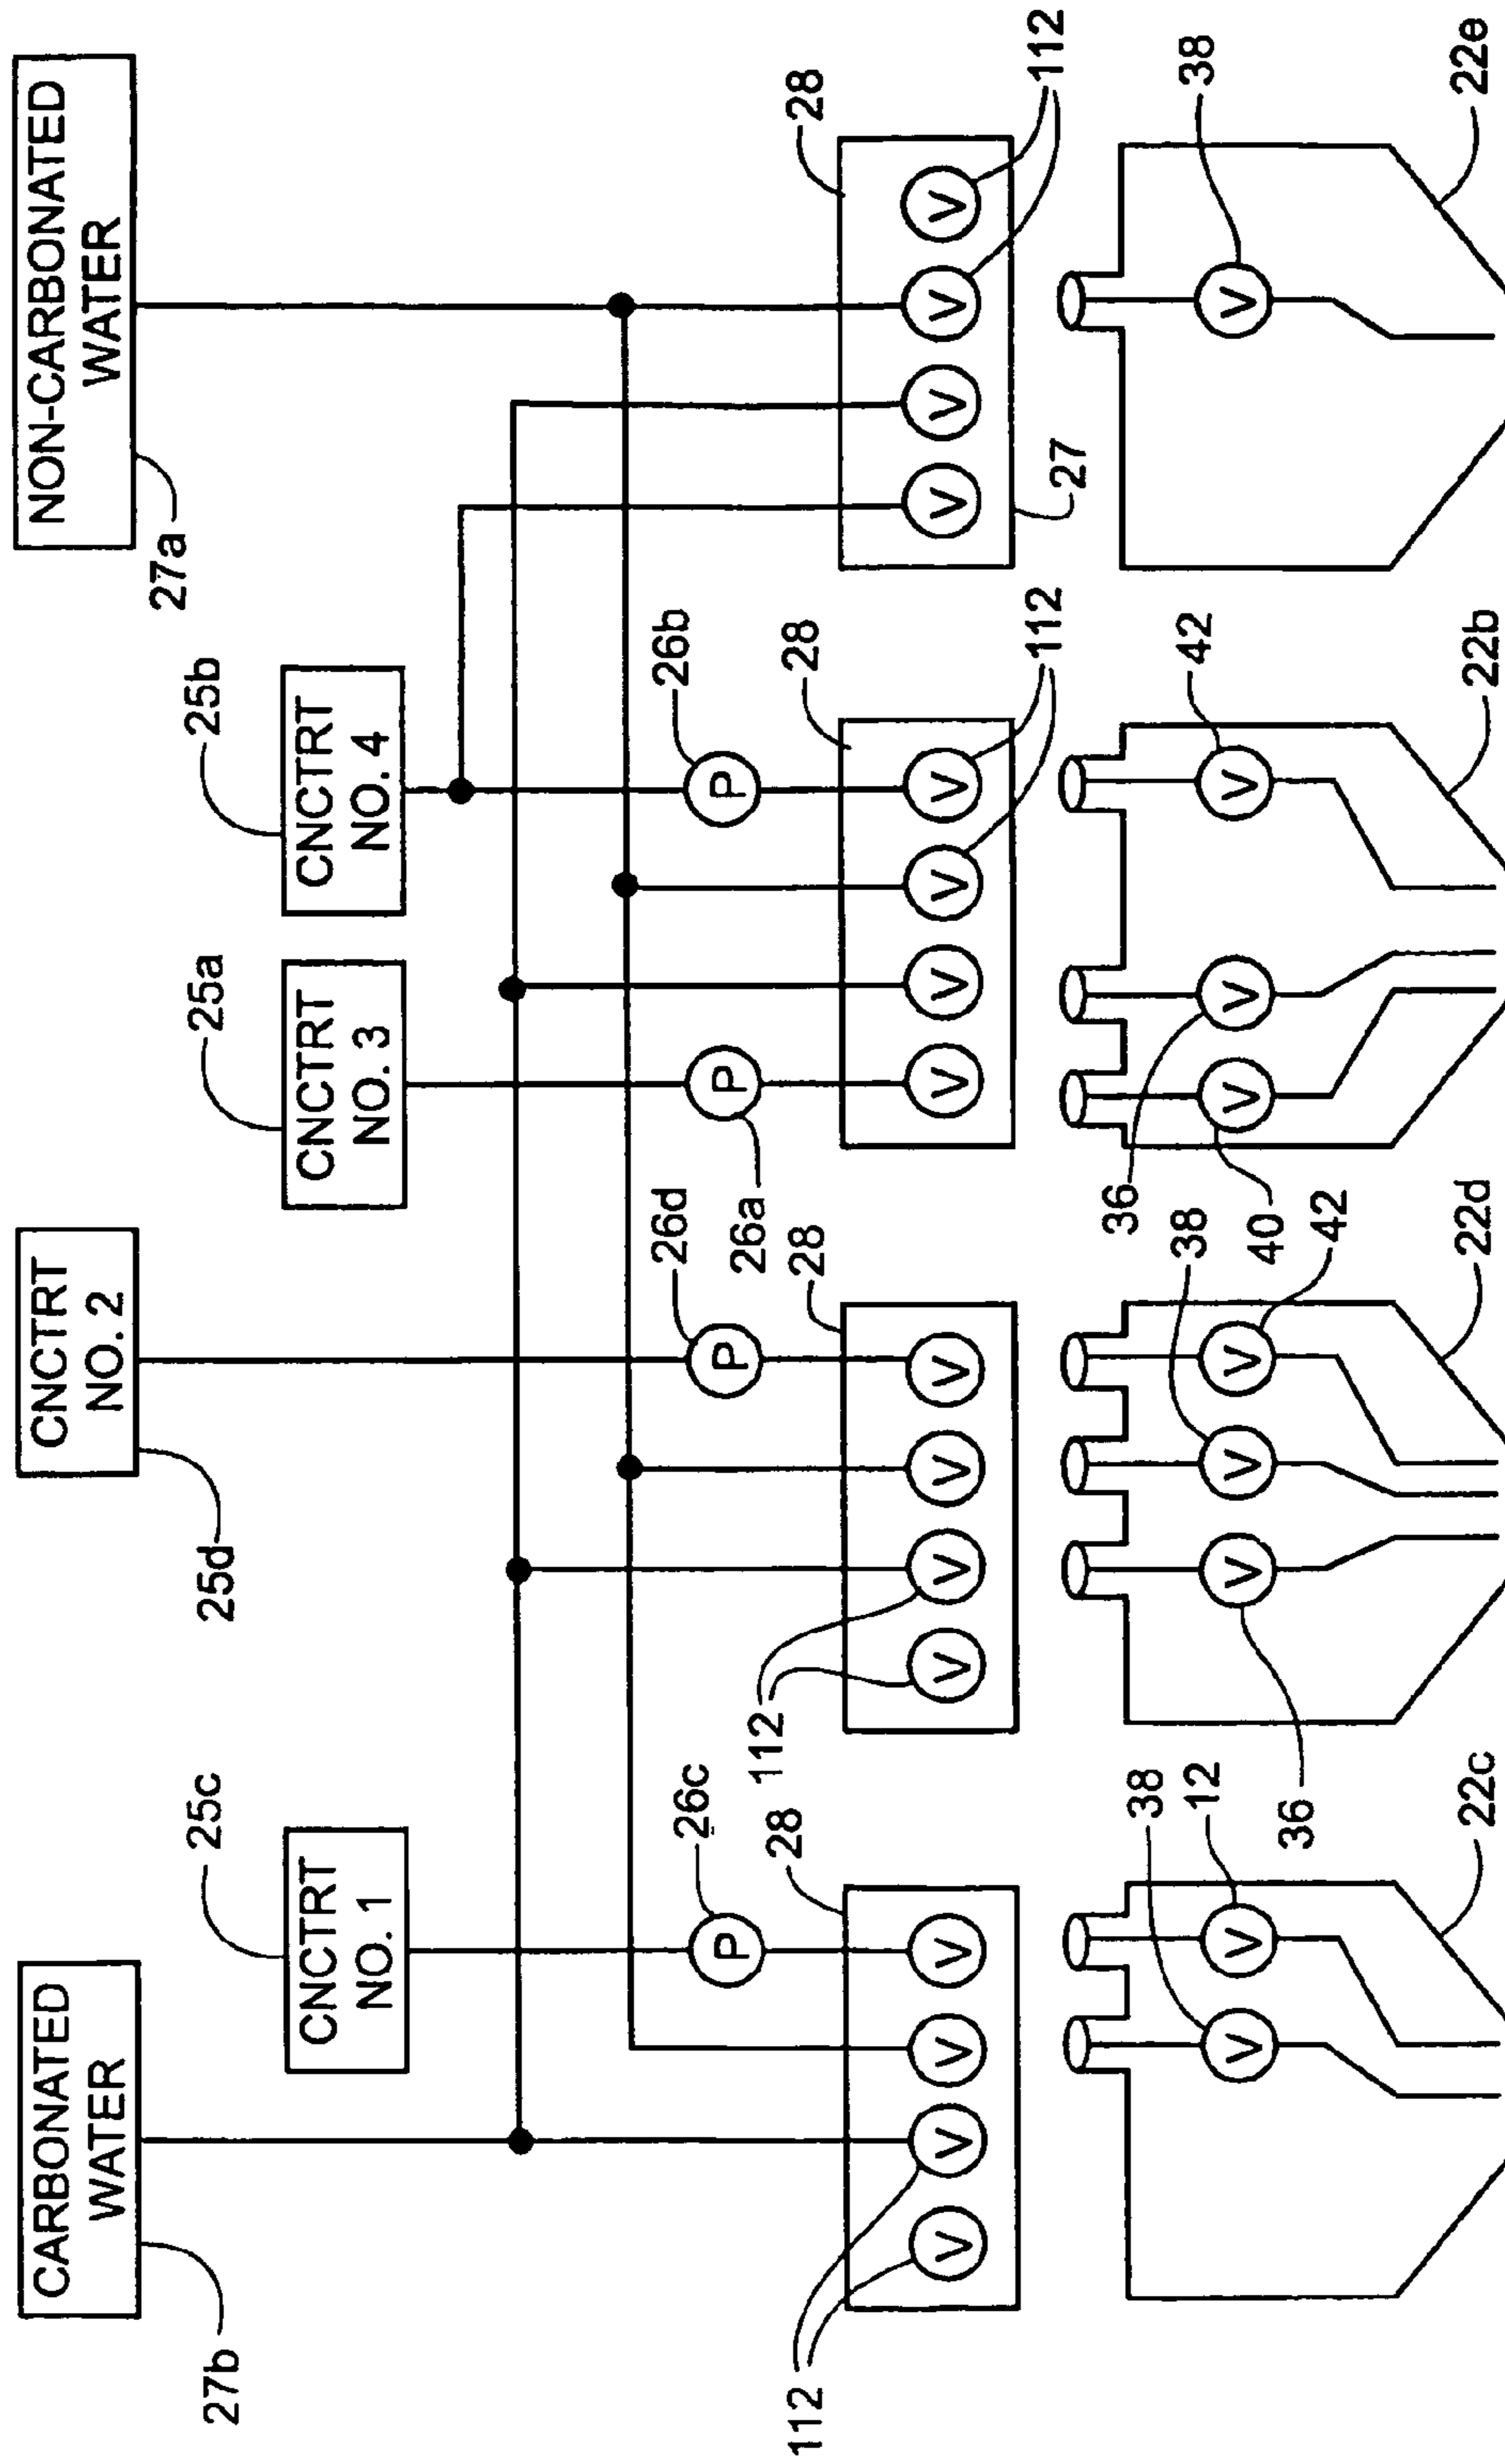 CARBONATED
WATER
27b
CNCTRT
NO. 1
25c
CNCTRT
NO. 2
25d
CNCTRT
NO. 3
25a
CNCTRT
NO. 4
25b
NON-CARBONATED
WATER
27a
P
26c
P
26d
P
26a
P
26b
28
V V V V
112
28
V V V V
112
28
V V V V
112
28
V V V V
112
27
38
12
V V
22c
36
38
42
V V V
22d
40
36
42
V V V
22b
38
V
22e